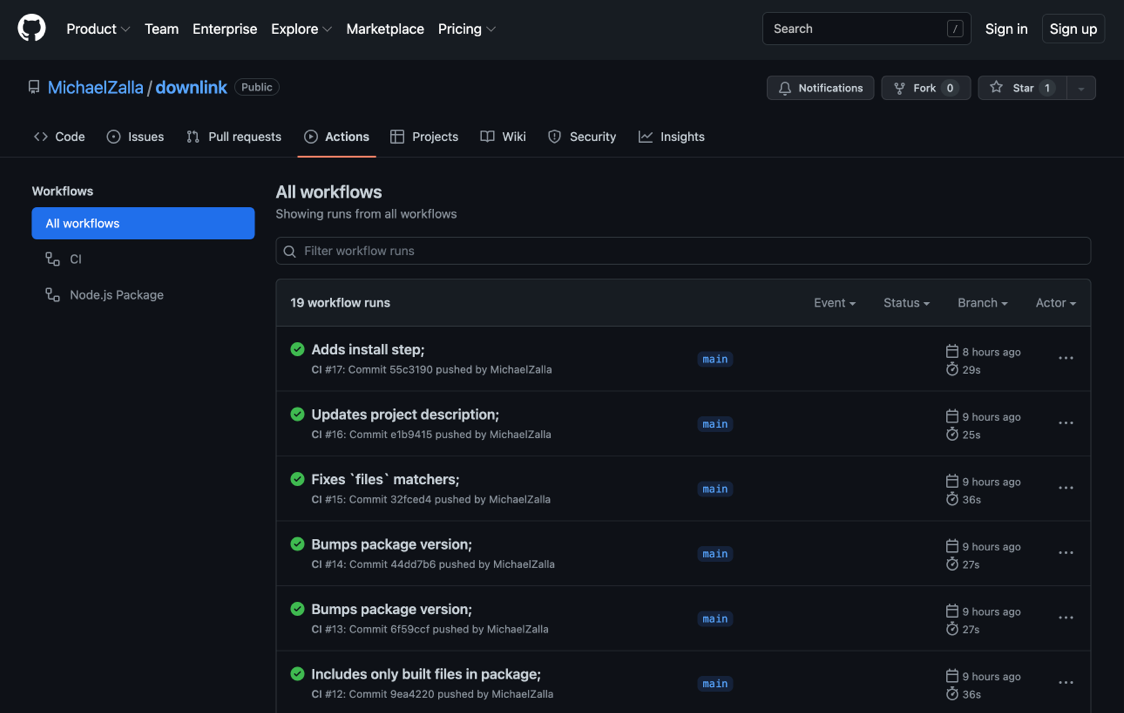 Product Team Enterprise Explore Marketplace Pricing Search / Sign in Sign up
MichaelZalla / downlink Public Notifications Fork 0 Star 1
Code Issues Pull requests Actions Projects Wiki Security Insights
Workflows
All workflows
CI
Node.js Package
All workflows
Showing runs from all workflows
Filter workflow runs
19 workflow runs Event Status Branch Actor
Adds install step; main 8 hours ago
CI #17: Commit 55c3190 pushed by MichaelZalla 29s
Updates project description; main 9 hours ago
CI #16: Commit e1b9415 pushed by MichaelZalla 25s
Fixes `files` matchers; main 9 hours ago
CI #15: Commit 32fced4 pushed by MichaelZalla 36s
Bumps package version; main 9 hours ago
CI #14: Commit 44dd7b6 pushed by MichaelZalla 27s
Bumps package version; main 9 hours ago
CI #13: Commit 6f59ccf pushed by MichaelZalla 27s
Includes only built files in package; main 9 hours ago
CI #12: Commit 9ea4220 pushed by MichaelZalla 36s